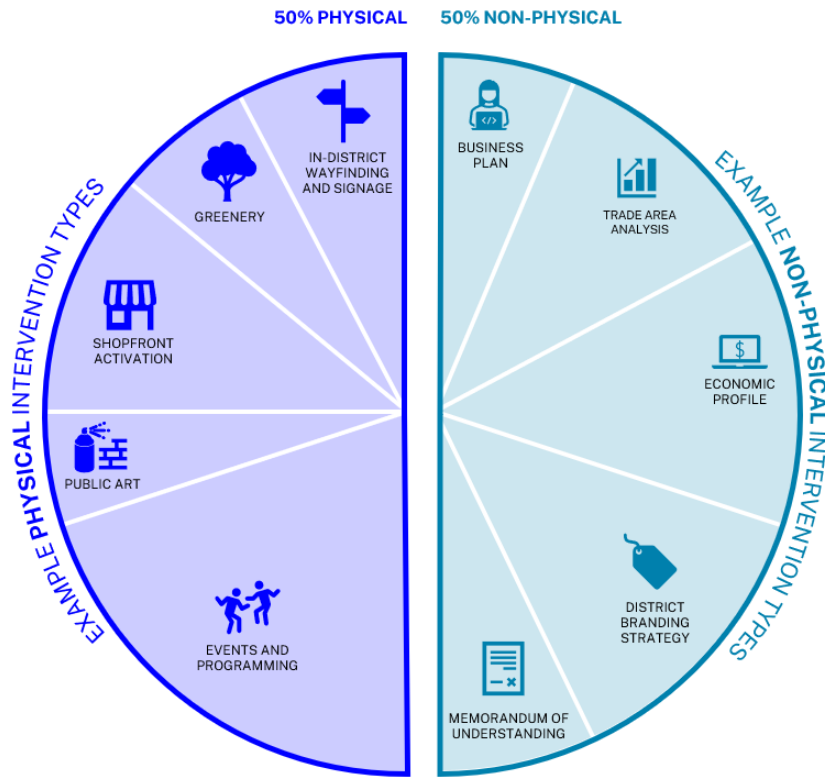 50% PHYSICAL
50% NON-PHYSICAL
EXAMPLE PHYSICAL INTERVENTION TYPES
IN-DISTRICT
WAYFINDING
AND SIGNAGE
GREENERY
SHOPFRONT
ACTIVATION
PUBLIC ART
EVENTS AND
PROGRAMMING
EXAMPLE NON-PHYSICAL INTERVENTION TYPES
</>
BUSINESS
PLAN
TRADE AREA
ANALYSIS
$
ECONOMIC
PROFILE
DISTRICT
BRANDING
STRATEGY
MEMORANDUM OF
UNDERSTANDING